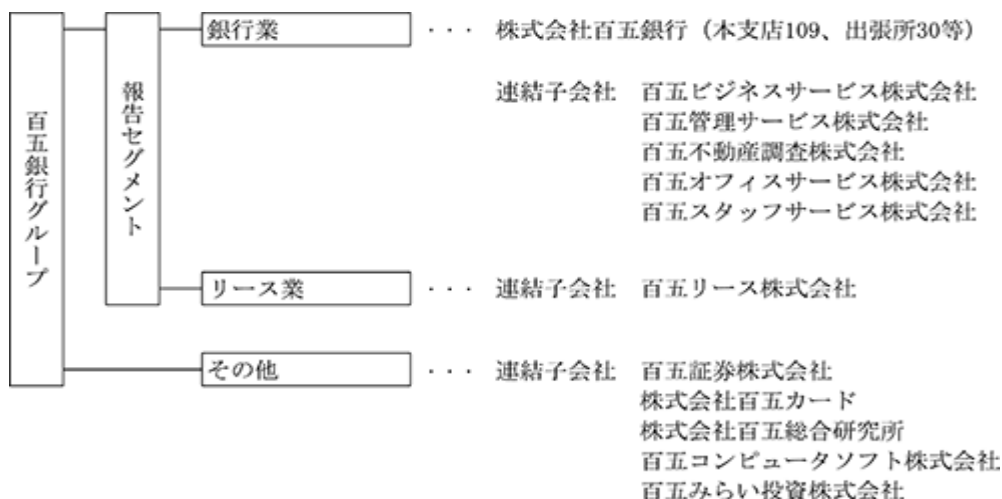 百五銀行グループ
報告セグメント
銀行業 ・・・ 株式会社百五銀行（本支店109、出張所30等）
連結子会社 百五ビジネスサービス株式会社
百五管理サービス株式会社
百五不動産調査株式会社
百五オフィスサービス株式会社
百五スタッフサービス株式会社
リース業 ・・・ 連結子会社 百五リース株式会社
その他 ・・・ 連結子会社 百五証券株式会社
株式会社百五カード
株式会社百五総合研究所
百五コンピュータソフト株式会社
百五みらい投資株式会社